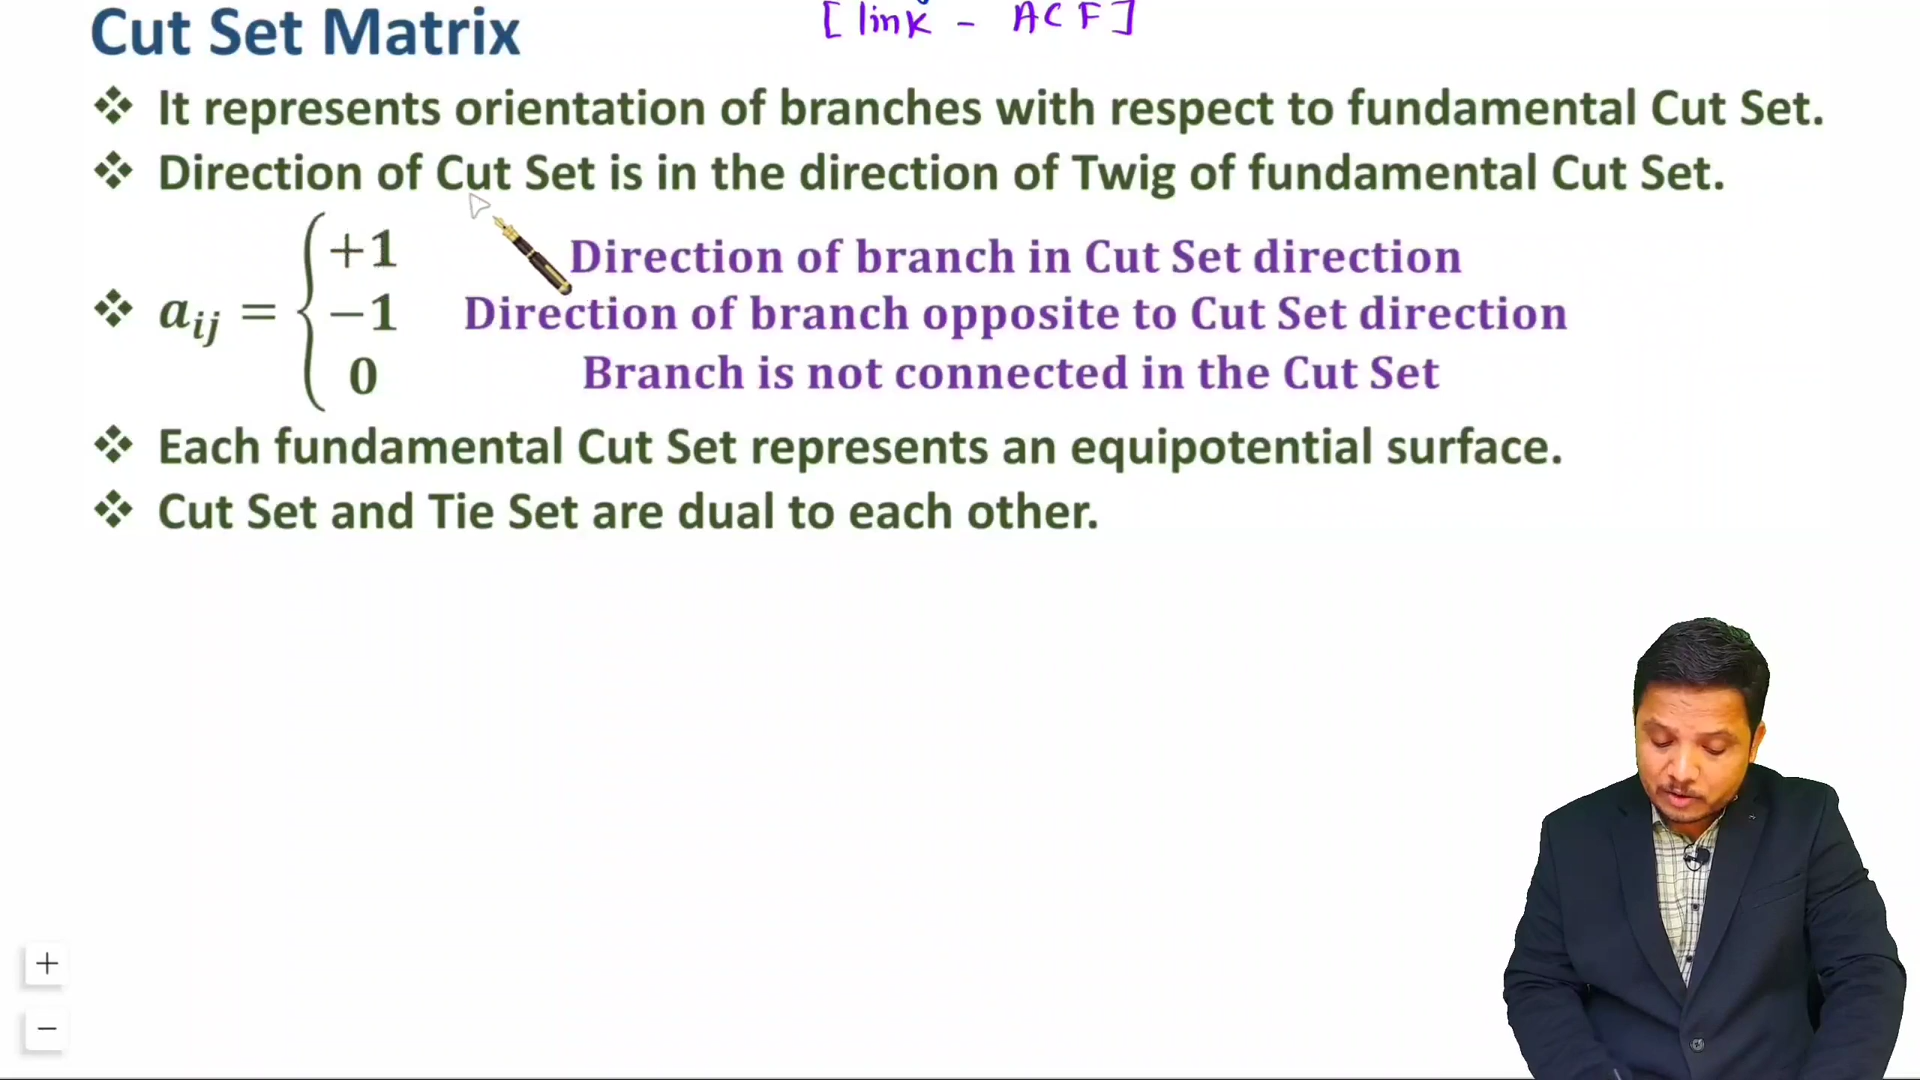 [ link - ACF ]
Cut Set Matrix
❖ It represents orientation of branches with respect to fundamental Cut Set.
❖ Direction of Cut Set is in the direction of Twig of fundamental Cut Set.
+1 Direction of branch in Cut Set direction
❖ aᵢⱼ = { −1 Direction of branch opposite to Cut Set direction
0 Branch is not connected in the Cut Set
❖ Each fundamental Cut Set represents an equipotential surface.
❖ Cut Set and Tie Set are dual to each other.
+
−